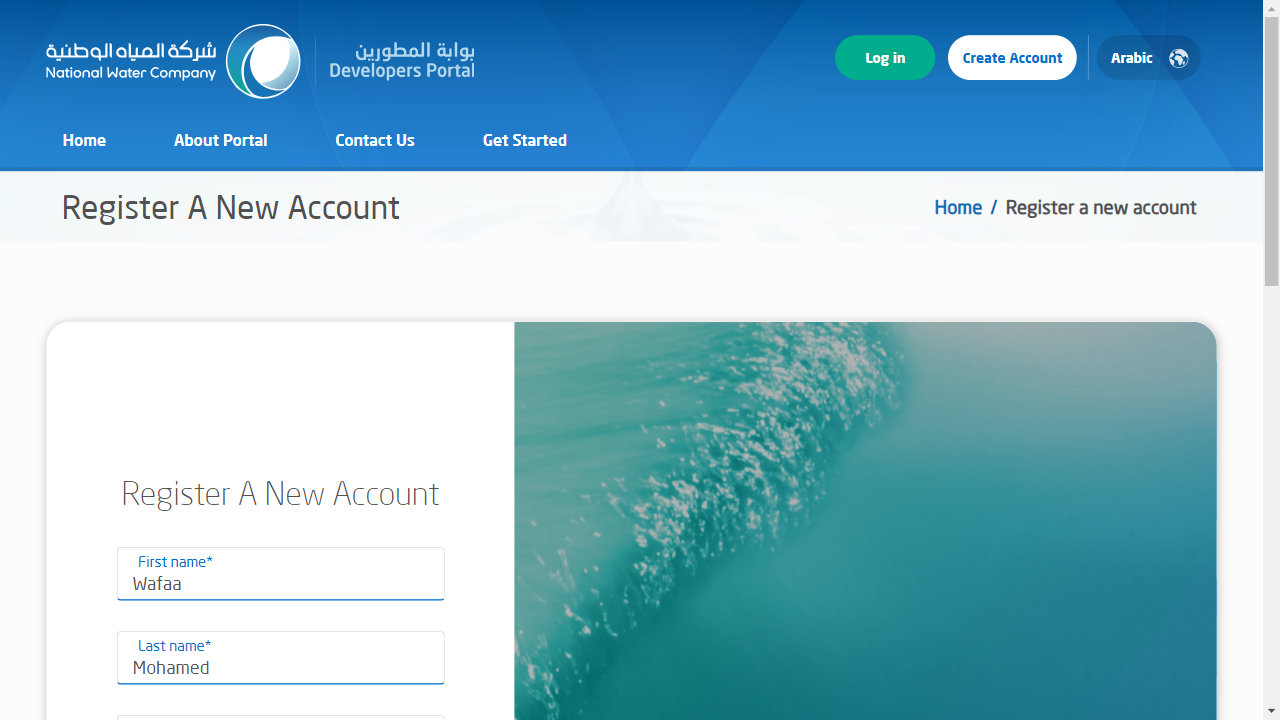 شركة المياه الوطنية
National Water Company
بوابة المطورين
Developers Portal
Log in
Create Account
Arabic
Home
About Portal
Contact Us
Get Started
Register A New Account
Home / Register a new account
Register A New Account
First name*
Wafaa
Last name*
Mohamed